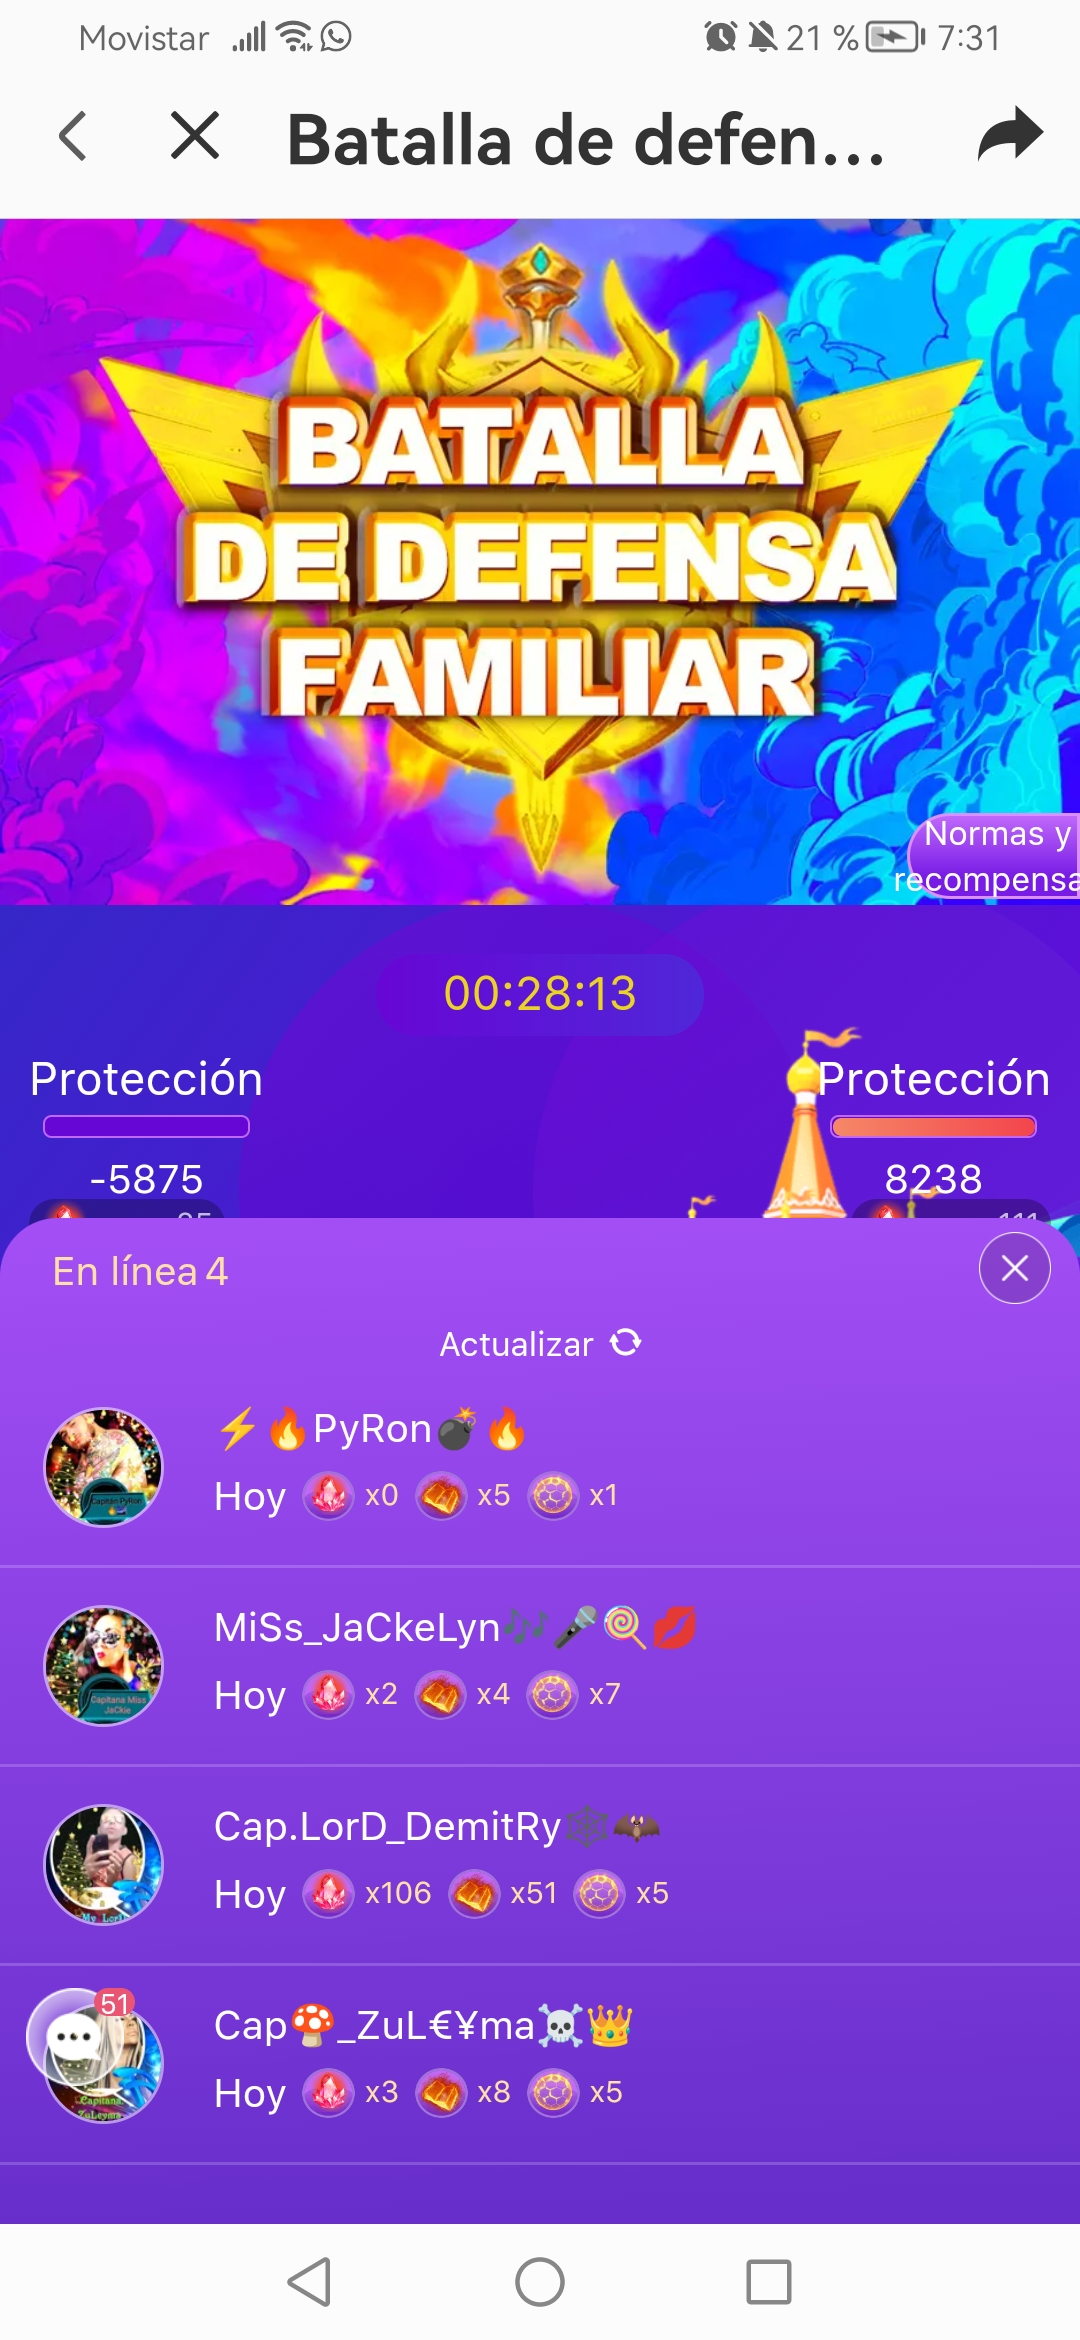 Movistar 21 % 7:31
Batalla de defen...
BATALLA
DE DEFENSA
FAMILIAR
Normas y
recompensa
00:28:13
Protección Protección
-5875 8238
En línea 4
Actualizar
⚡🔥PyRon💣🔥
Hoy x0 x5 x1
MiSs_JaCkeLyn🎶🎤🍭💋
Hoy x2 x4 x7
Cap.LorD_DemitRy🕸️🦇
Hoy x106 x51 x5
51
Cap🍄_ZuL€¥ma☠️👑
Hoy x3 x8 x5